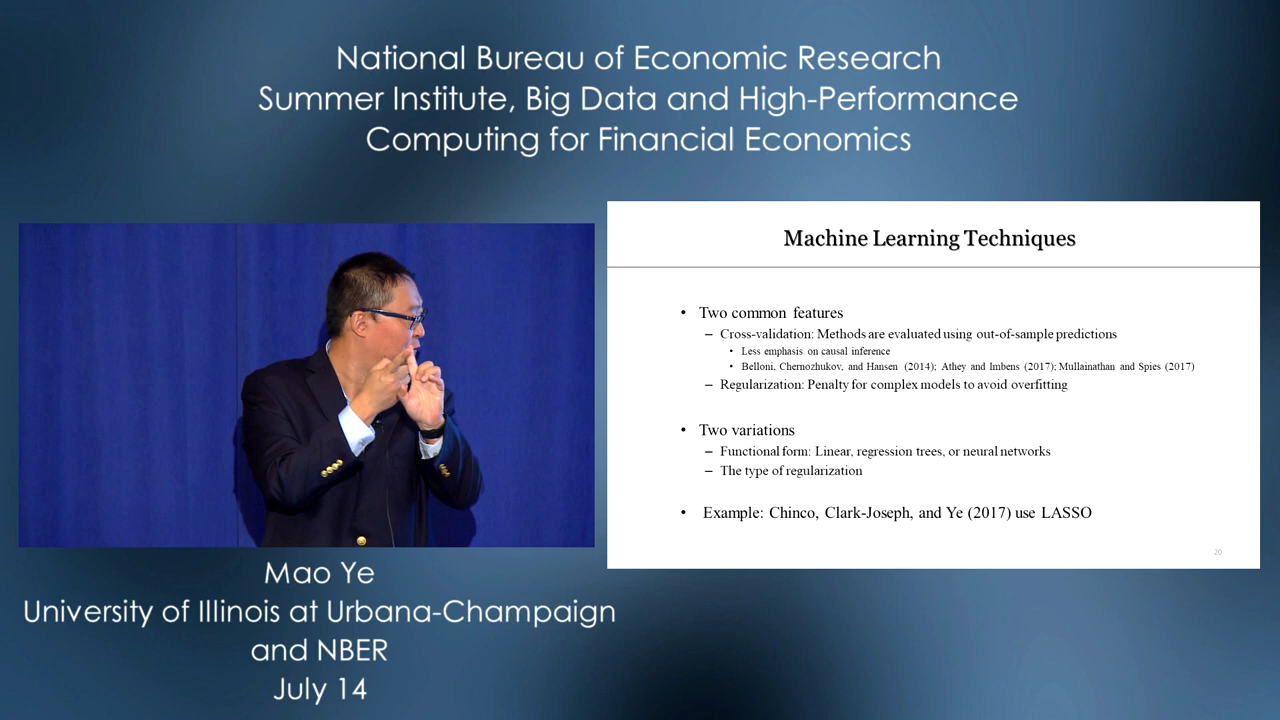 National Bureau of Economic Research
Summer Institute, Big Data and High-Performance
Computing for Financial Economics
Machine Learning Techniques
• Two common features
– Cross-validation: Methods are evaluated using out-of-sample predictions
• Less emphasis on causal inference
• Belloni, Chernozhukov, and Hansen (2014); Athey and Imbens (2017); Mullainathan and Spies (2017)
– Regularization: Penalty for complex models to avoid overfitting
• Two variations
– Functional form: Linear, regression trees, or neural networks
– The type of regularization
• Example: Chinco, Clark-Joseph, and Ye (2017) use LASSO
20
Mao Ye
University of Illinois at Urbana-Champaign
and NBER
July 14